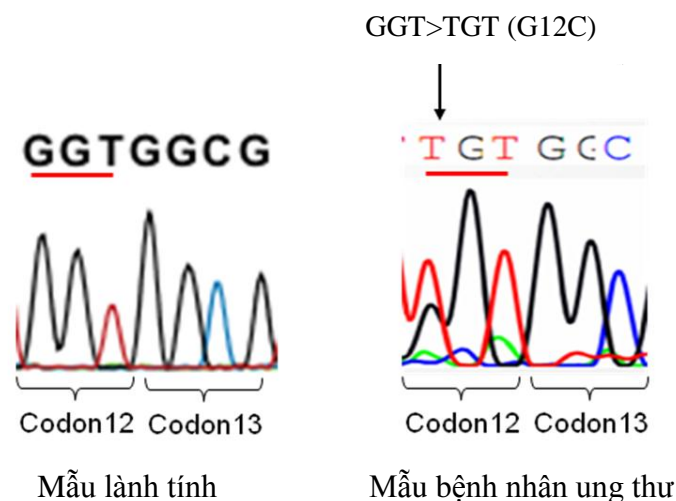 GGT>TGT (G12C)
GGTGGCG
TGT GGC
Codon12 Codon13
Codon12 Codon13
Mẫu lành tính
Mẫu bệnh nhân ung thư